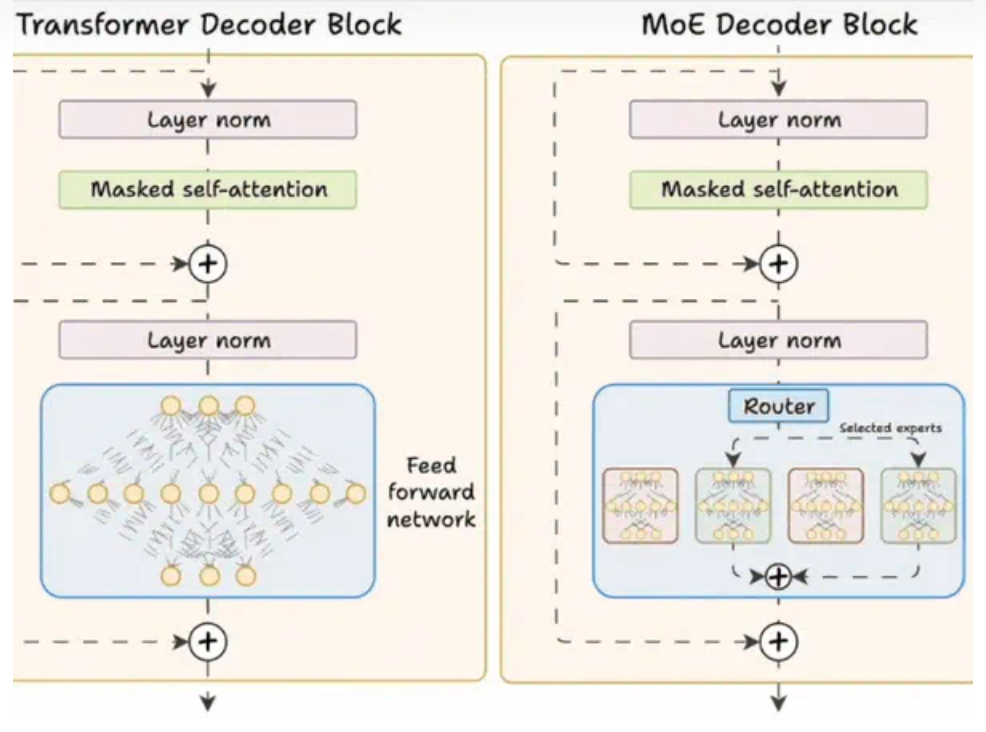 Transformer Decoder Block
Layer norm
Masked self-attention
+
Layer norm
Feed
forward
network
+
MoE Decoder Block
Layer norm
Masked self-attention
+
Layer norm
Router
Selected experts
+
+